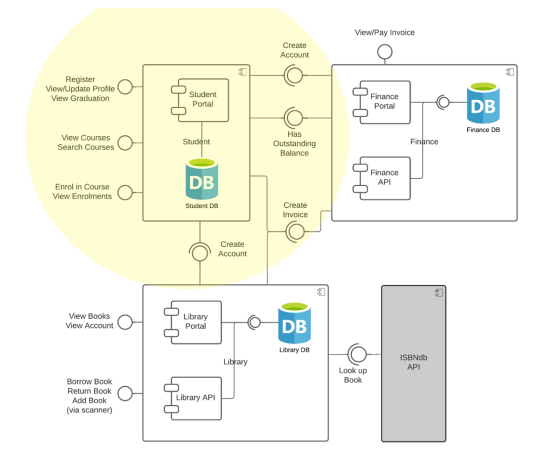 View/Pay Invoice
Create
Account
Register
View/Update Profile
View Graduation
Student
Portal
Finance
Portal
DB
Finance DB
Has
Outstanding
Balance
View Courses
Search Courses
Student
Finance
DB
Student DB
Finance
API
Enrol in Course
View Enrolments
Create
Invoice
Create
Account
View Books
View Account
Library
Portal
DB
Library DB
Library
ISBNdb
API
Look up
Book
Borrow Book
Return Book
Add Book
(via scanner)
Library API